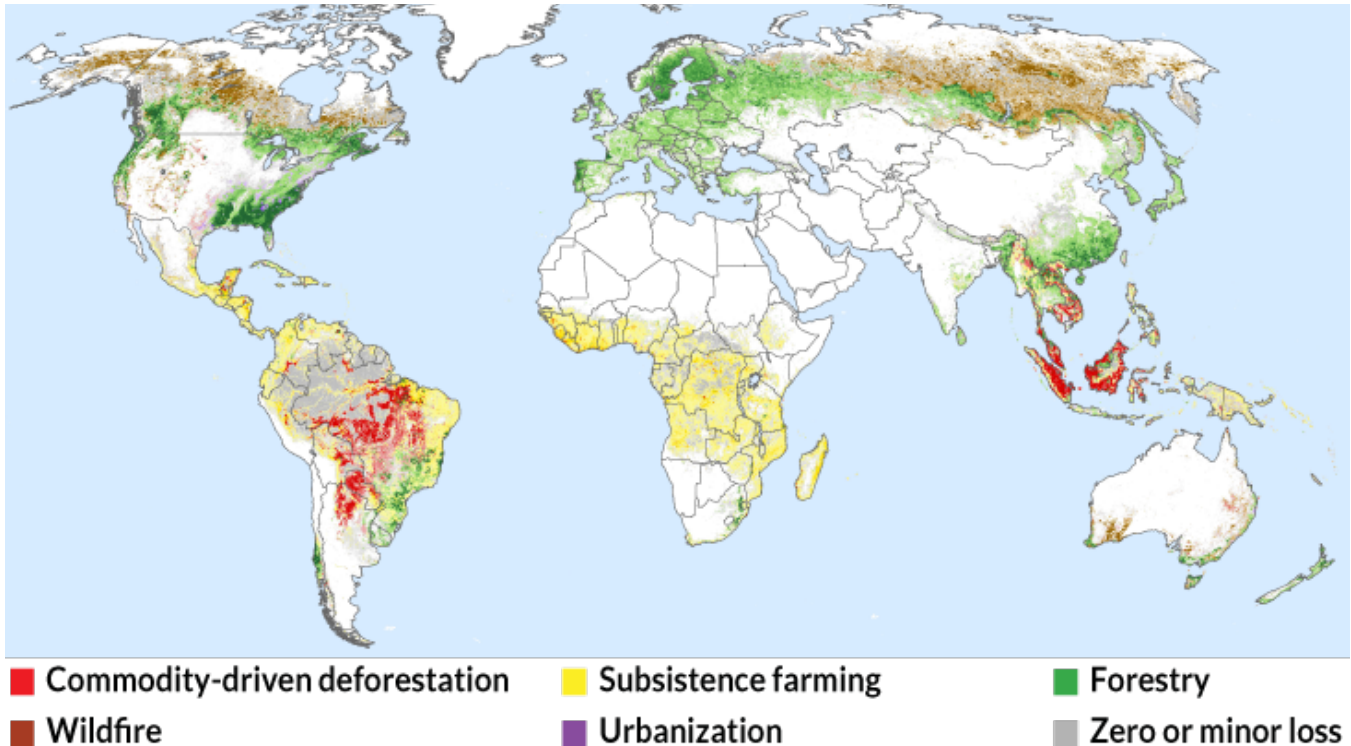 Commodity-driven deforestation
Subsistence farming
Forestry
Wildfire
Urbanization
Zero or minor loss